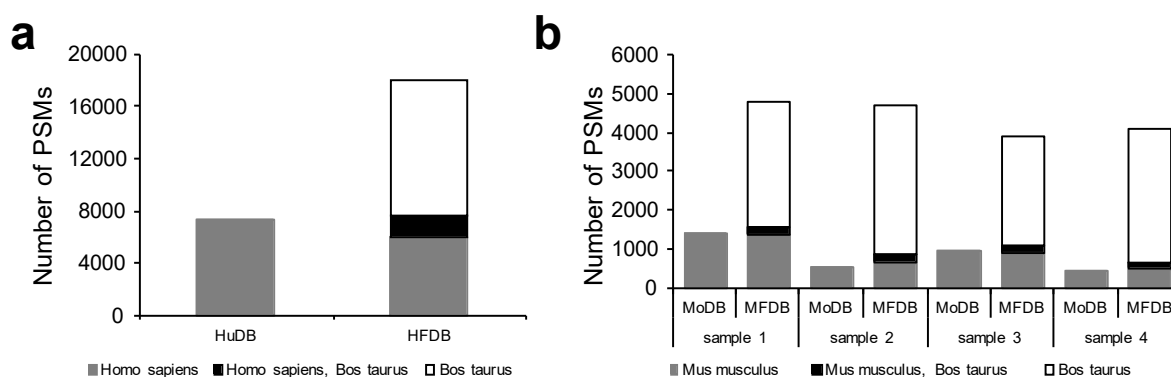 a
Number of PSMs
20000
16000
12000
8000
4000
0
HuDB HFDB
Homo sapiens Homo sapiens, Bos taurus Bos taurus
b
Number of PSMs
6000
5000
4000
3000
2000
1000
0
MoDB MFDB MoDB MFDB MoDB MFDB MoDB MFDB
sample 1 sample 2 sample 3 sample 4
Mus musculus Mus musculus, Bos taurus Bos taurus